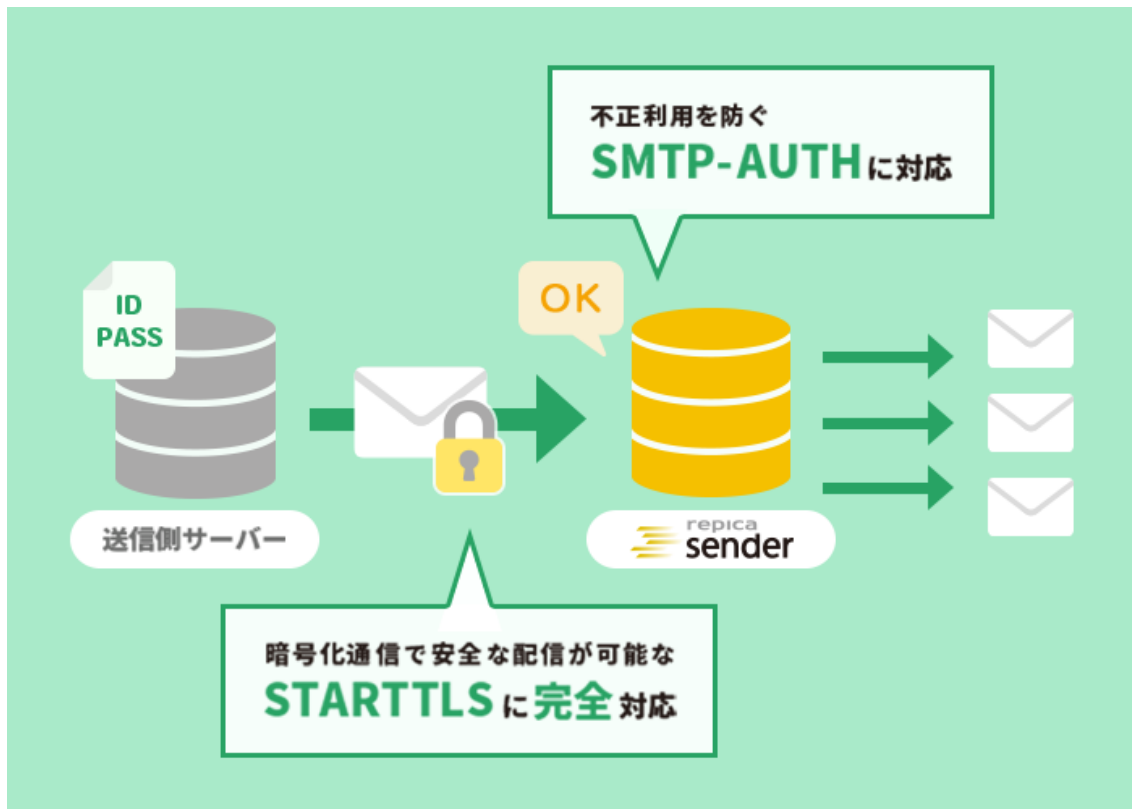 不正利用を防ぐ
SMTP-AUTHに対応
ID
PASS
OK
送信側サーバー
repica
sender
暗号化通信で安全な配信が可能な
STARTTLSに完全対応